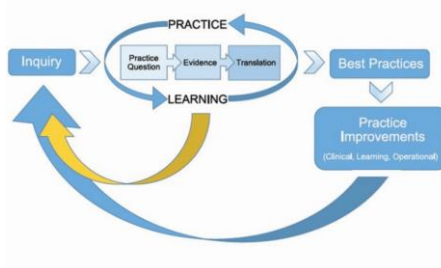 PRACTICE
Inquiry
Practice
Question
Evidence
Translation
Best Practices
LEARNING
Practice
Improvements
(Clinical, Learning, Operational)